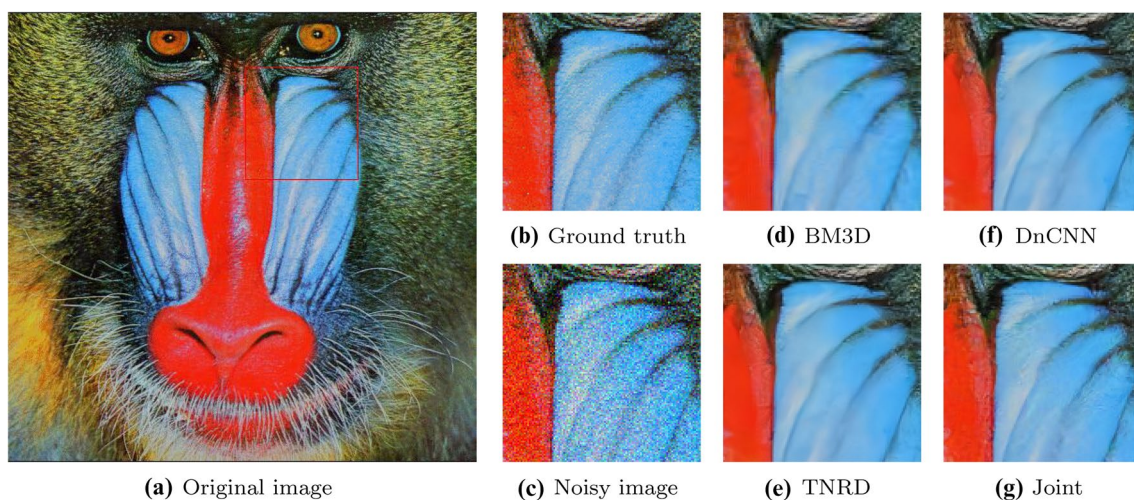 (b) Ground truth
(d) BM3D
(f) DnCNN
(a) Original image
(c) Noisy image
(e) TNRD
(g) Joint